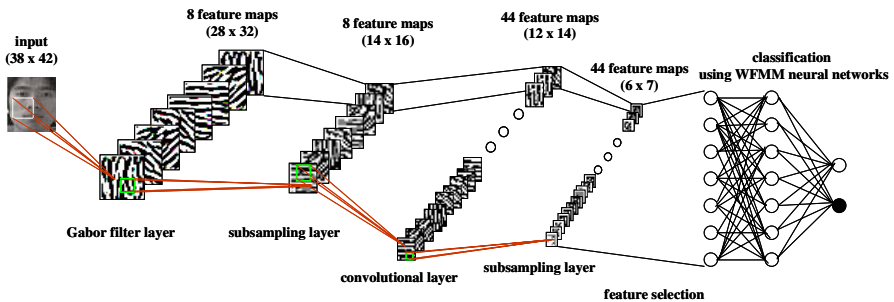 input
(38 x 42)
8 feature maps
(28 x 32)
8 feature maps
(14 x 16)
44 feature maps
(12 x 14)
44 feature maps
(6 x 7)
classification
using WFMM neural networks
Gabor filter layer
subsampling layer
convolutional layer
subsampling layer
feature selection